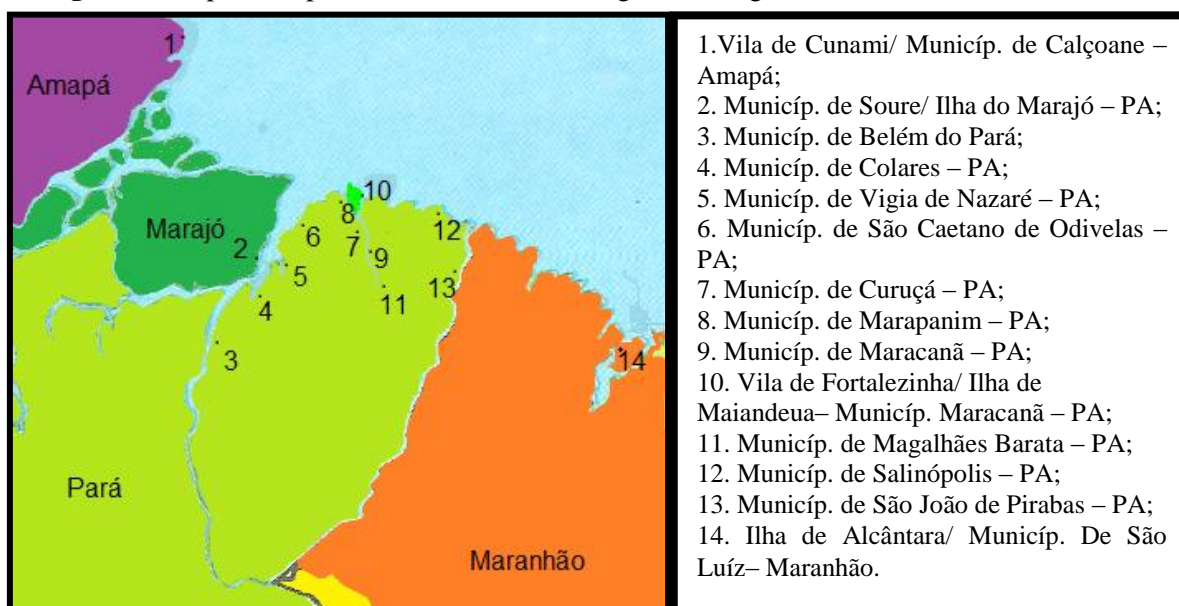 1
Amapá
10
8
12
Marajó
6
7
2
9
5
13
11
4
3
14
Pará
Maranhão
1.Vila de Cunami/ Municíp. de Calçoane –
Amapá;
2. Municíp. de Soure/ Ilha do Marajó – PA;
3. Municíp. de Belém do Pará;
4. Municíp. de Colares – PA;
5. Municíp. de Vigia de Nazaré – PA;
6. Municíp. de São Caetano de Odivelas –
PA;
7. Municíp. de Curuçá – PA;
8. Municíp. de Marapanim – PA;
9. Municíp. de Maracanã – PA;
10. Vila de Fortalezinha/ Ilha de
Maiandeua– Municíp. Maracanã – PA;
11. Municíp. de Magalhães Barata – PA;
12. Municíp. de Salinópolis – PA;
13. Municíp. de São João de Pirabas – PA;
14. Ilha de Alcântara/ Municíp. De São
Luíz– Maranhão.